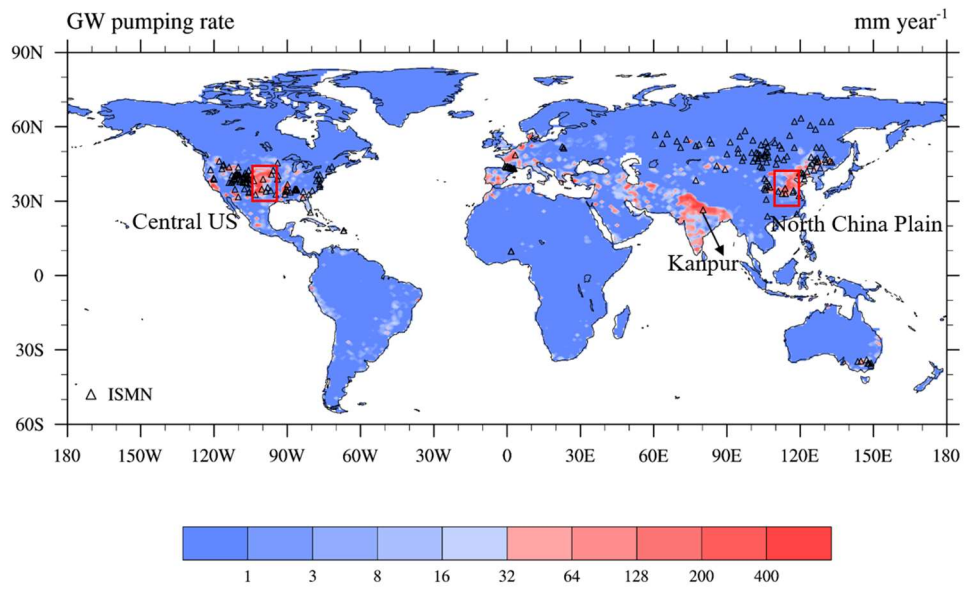 GW pumping rate mm year-1
90N
60N
30N
0
30S
60S
Central US
North China Plain
Kanpur
ISMN
180 150W 120W 90W 60W 30W 0 30E 60E 90E 120E 150E 180
1 3 8 16 32 64 128 200 400